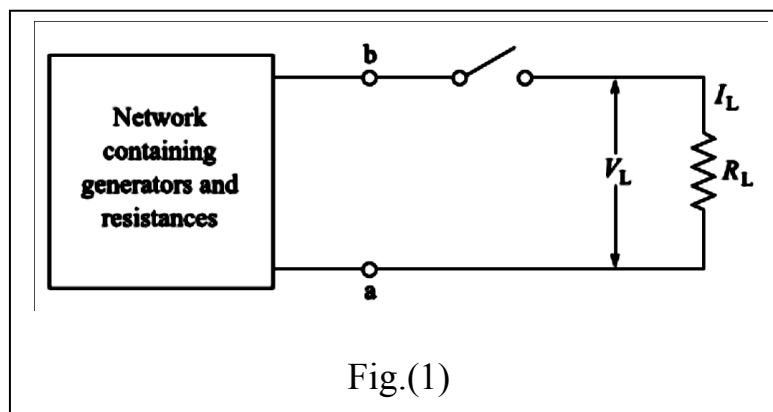 b
Network
containing
generators and
resistances
I_L
V_L
R_L
a
Fig.(1)